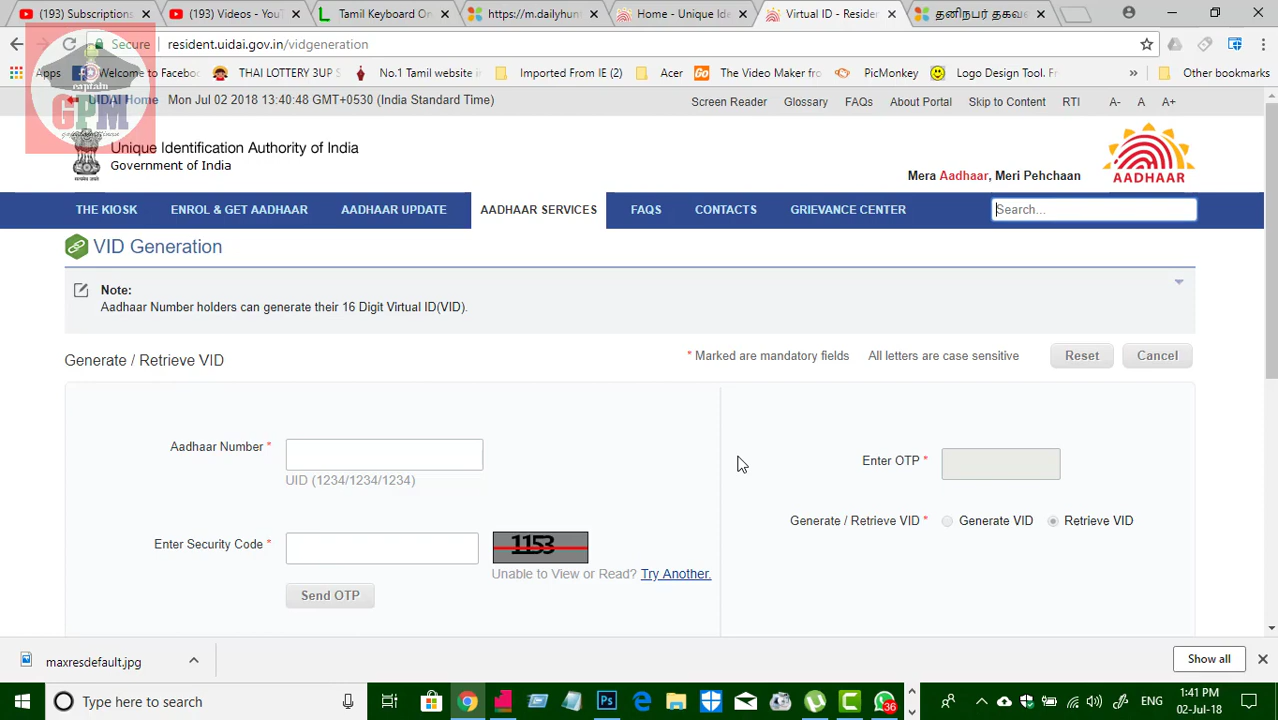 (193) Subscriptions
(193) Videos - YouT
Tamil Keyboard On
https://m.dailyhunt
Home - Unique Ide
Virtual ID - Reside
தனிநபர் தகவ
Secure
resident.uidai.gov.in/vidgeneration
Apps
Welcome to Faceboo
THAI LOTTERY 3UP S
No.1 Tamil website i
Imported From IE (2)
Acer
The Video Maker fro
PicMonkey
Logo Design Tool. Fr
»
Other bookmarks
captain
GPM
UIDAI Home
Mon Jul 02 2018 13:40:48 GMT+0530 (India Standard Time)
Screen Reader
Glossary
FAQs
About Portal
Skip to Content
RTI
A-
A
A+
Unique Identification Authority of India
Government of India
Mera Aadhaar, Meri Pehchaan
AADHAAR
THE KIOSK
ENROL & GET AADHAAR
AADHAAR UPDATE
AADHAAR SERVICES
FAQS
CONTACTS
GRIEVANCE CENTER
Search...
VID Generation
Note:
Aadhaar Number holders can generate their 16 Digit Virtual ID(VID).
Generate / Retrieve VID
* Marked are mandatory fields
All letters are case sensitive
Reset
Cancel
Aadhaar Number *
UID (1234/1234/1234)
Enter OTP *
Generate / Retrieve VID *
Generate VID
Retrieve VID
Enter Security Code *
1153
Unable to View or Read? Try Another.
Send OTP
maxresdefault.jpg
Show all
Type here to search
36
ENG
1:41 PM
02-Jul-18